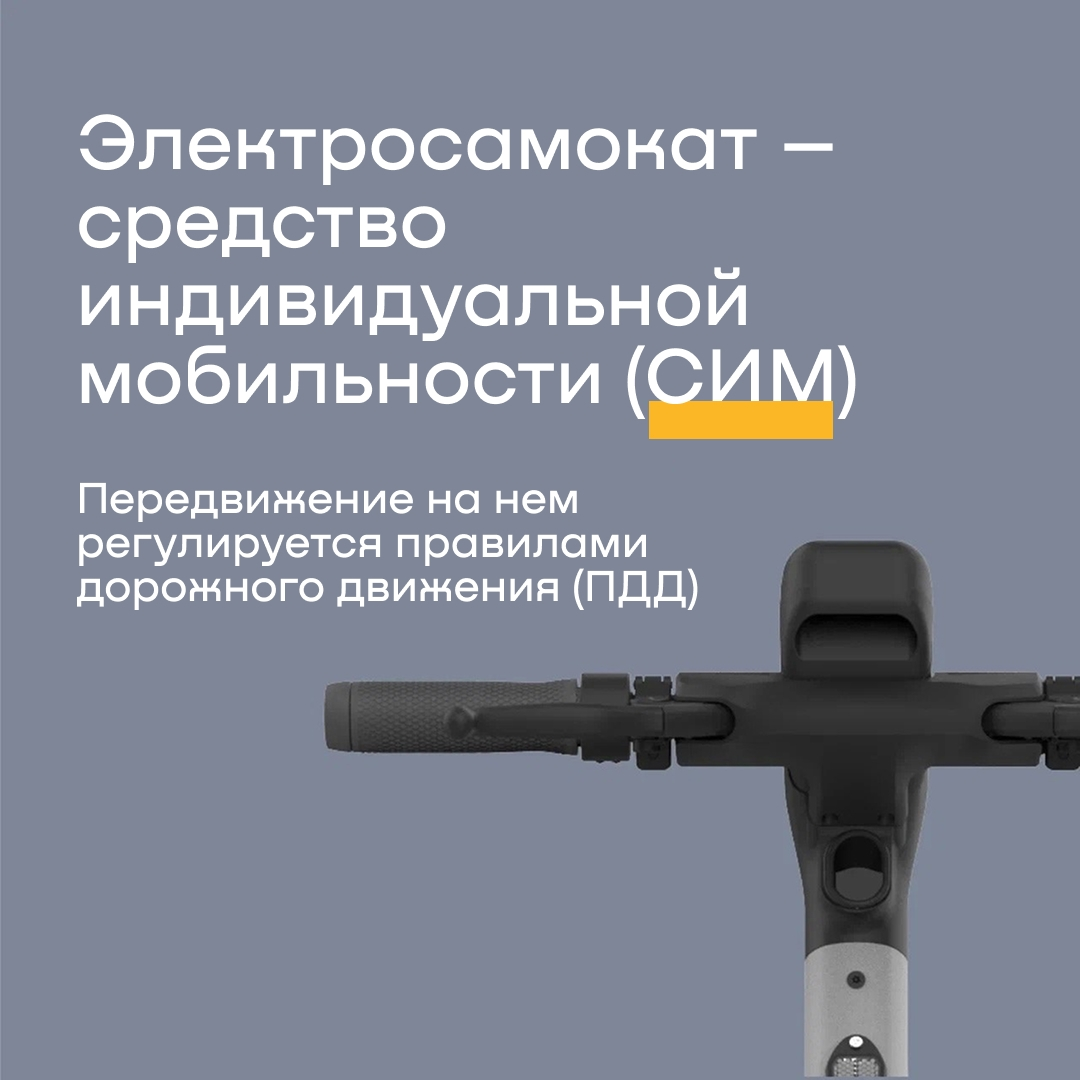 Электросамокат –
средство
индивидуальной
мобильности (СИМ)
Передвижение на нем
регулируется правилами
дорожного движения (ПДД)